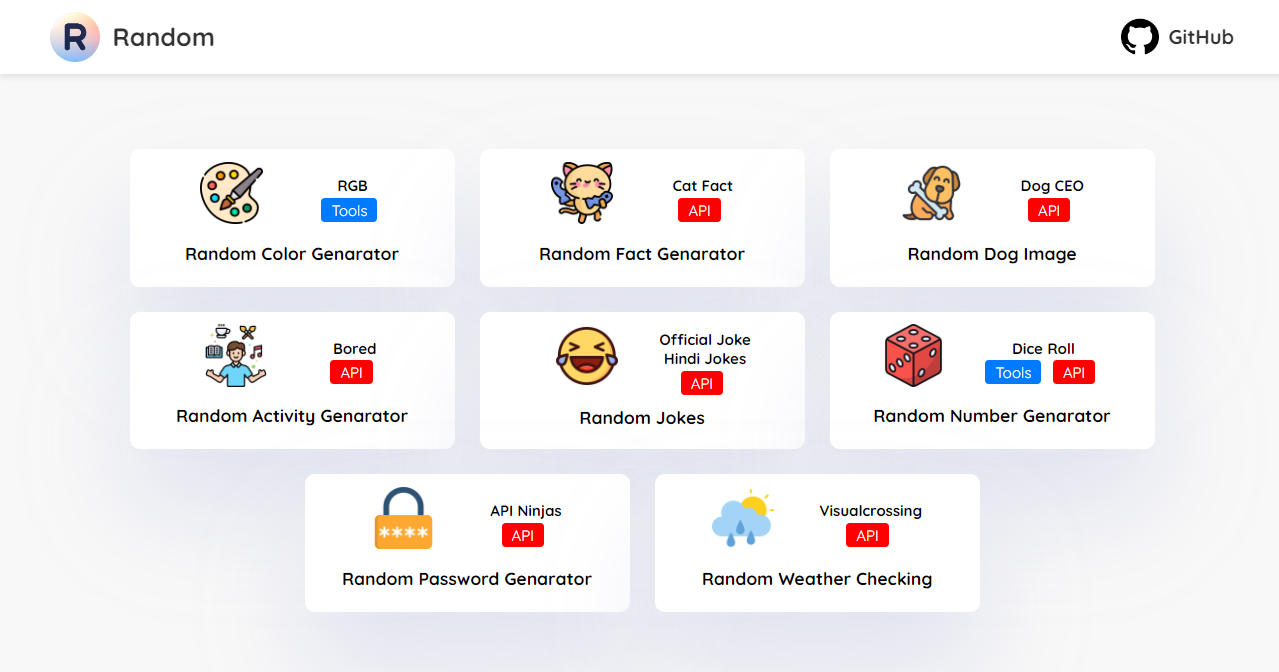 R
Random
GitHub
RGB
Tools
Random Color Genarator
Cat Fact
API
Random Fact Genarator
Dog CEO
API
Random Dog Image
Bored
API
Random Activity Genarator
Official Joke
Hindi Jokes
API
Random Jokes
Dice Roll
Tools API
Random Number Genarator
****
API Ninjas
API
Random Password Genarator
Visualcrossing
API
Random Weather Checking